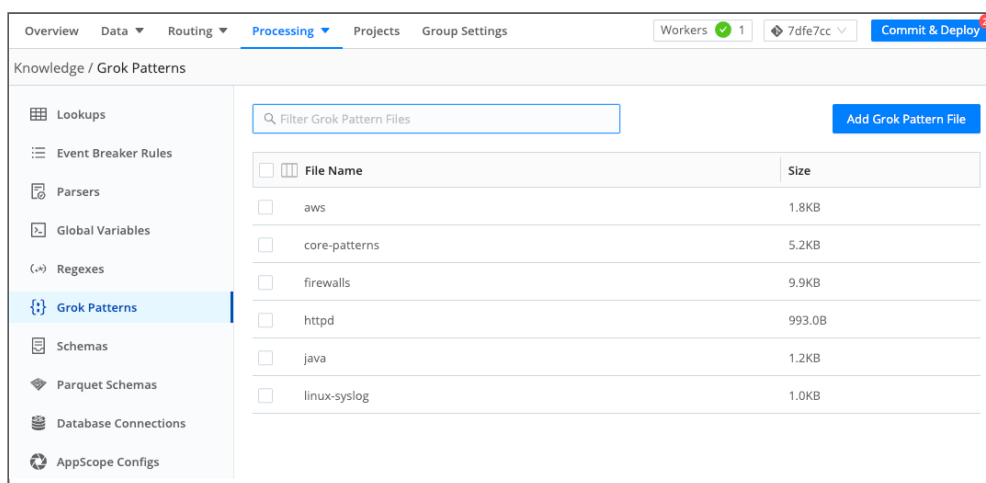 Overview Data Routing Processing Projects Group Settings Workers 1 7dfe7cc Commit & Deploy
Knowledge / Grok Patterns
Lookups
Event Breaker Rules
Parsers
Global Variables
Regexes
Grok Patterns
Schemas
Parquet Schemas
Database Connections
AppScope Configs
Filter Grok Pattern Files Add Grok Pattern File
File Name Size
aws 1.8KB
core-patterns 5.2KB
firewalls 9.9KB
httpd 993.0B
java 1.2KB
linux-syslog 1.0KB